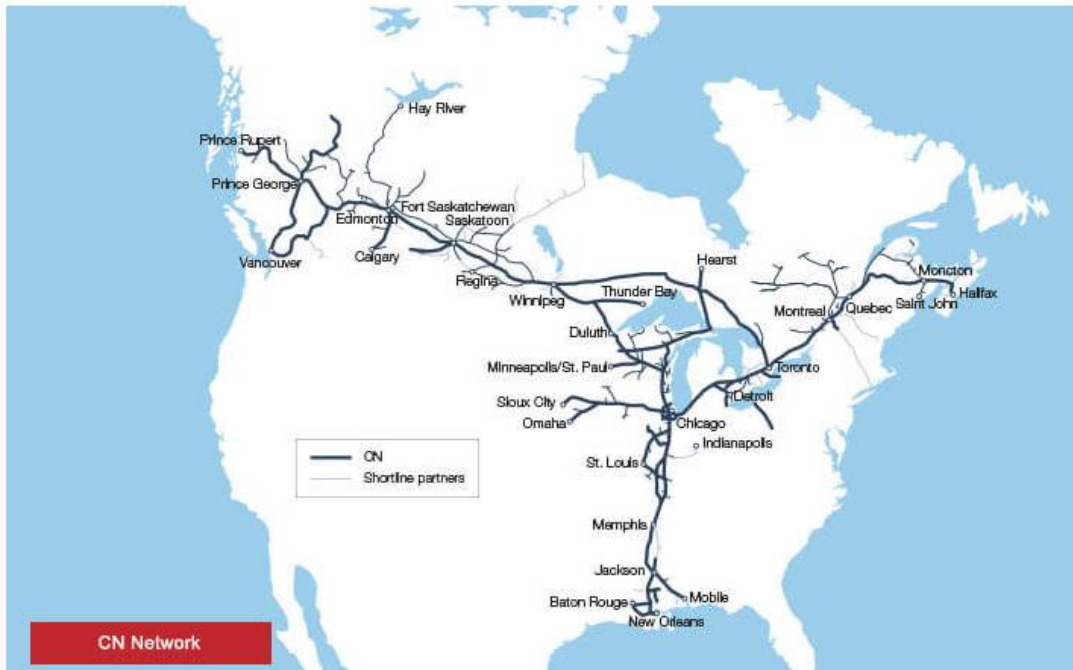 Hay River
Prince Rupert
Prince George
Fort Saskatchewan
Edmonton
Saskatoon
Vancouver
Calgary
Hearst
Moncton
Regina
Winnipeg
Thunder Bay
Montreal
Quebec
Saint John
Halifax
Duluth
Minneapolis/St. Paul
Toronto
Sioux City
Detroit
Omaha
Chicago
Indianapolis
CN
St. Louis
Shortline partners
Memphis
Jackson
Baton Rouge
Mobile
New Orleans
CN Network